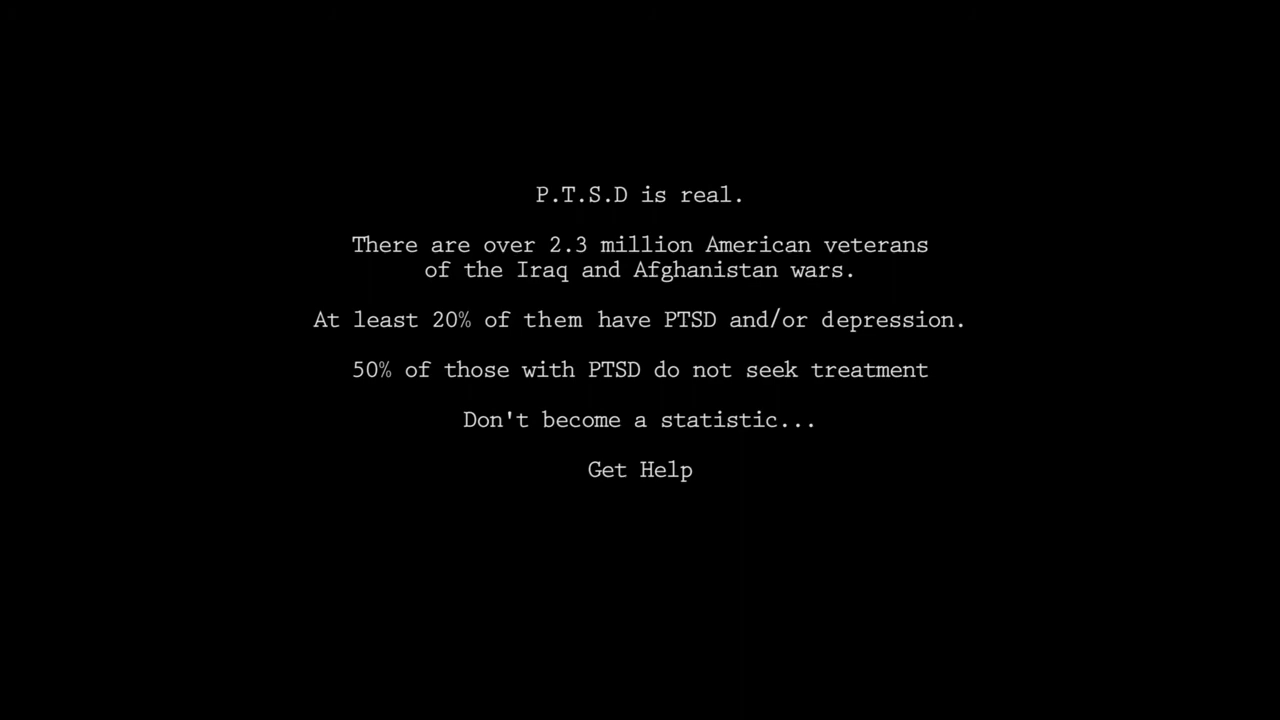 P.T.S.D is real.
There are over 2.3 million American veterans
of the Iraq and Afghanistan wars.
At least 20% of them have PTSD and/or depression.
50% of those with PTSD do not seek treatment
Don't become a statistic...
Get Help